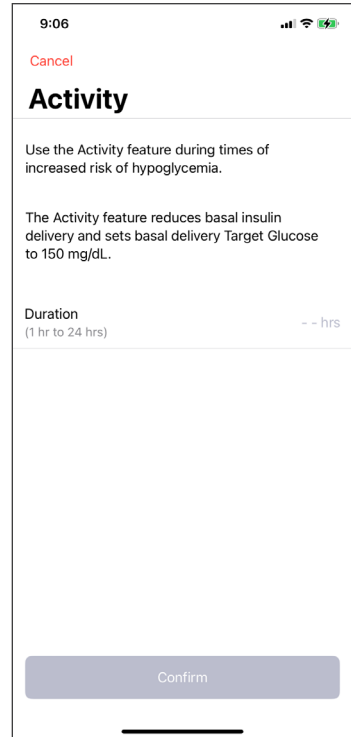 9:06
Cancel
Activity
Use the Activity feature during times of
increased risk of hypoglycemia.
The Activity feature reduces basal insulin
delivery and sets basal delivery Target Glucose
to 150 mg/dL.
Duration
- - hrs
(1 hr to 24 hrs)
Confirm